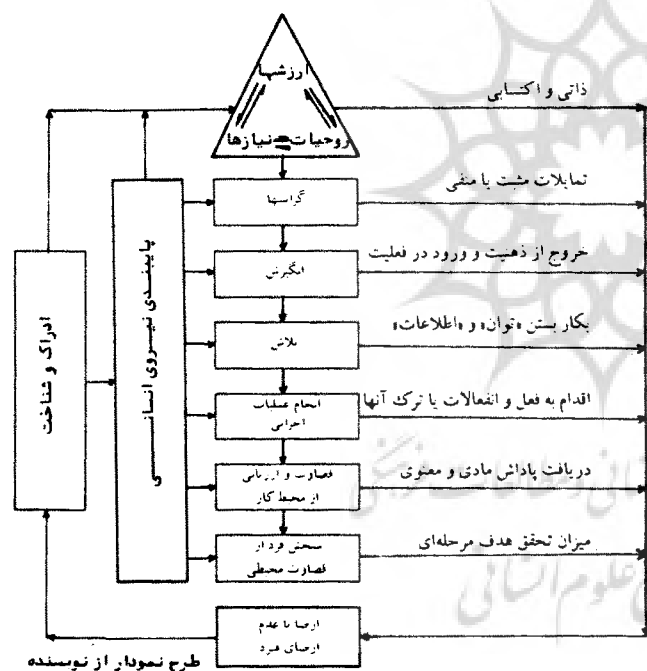 ارزشها
روحیات
نیازها
ذاتی و اکتسابی
گرایشها
تمایلات مثبت یا منفی
انگیزش
خروج از ذهنیت و ورود در فعلیت
تلاش
بکار بستن «توان» و «اطلاعات»
انجام عملیات
اجرایی
اقدام به فعل و انفعالات یا ترک آنها
قضاوت و ارزیابی
از محیط کار
دریافت پاداش مادی و معنوی
سنجش فرد از
قضاوت محیطی
میزان تحقق هدف مرحله‌ای
ارضا یا عدم
ارضای فرد
پایبندی نیروی انسانی
ادراک و شناخت
طرح نمودار از نویسنده
علوم انسانی